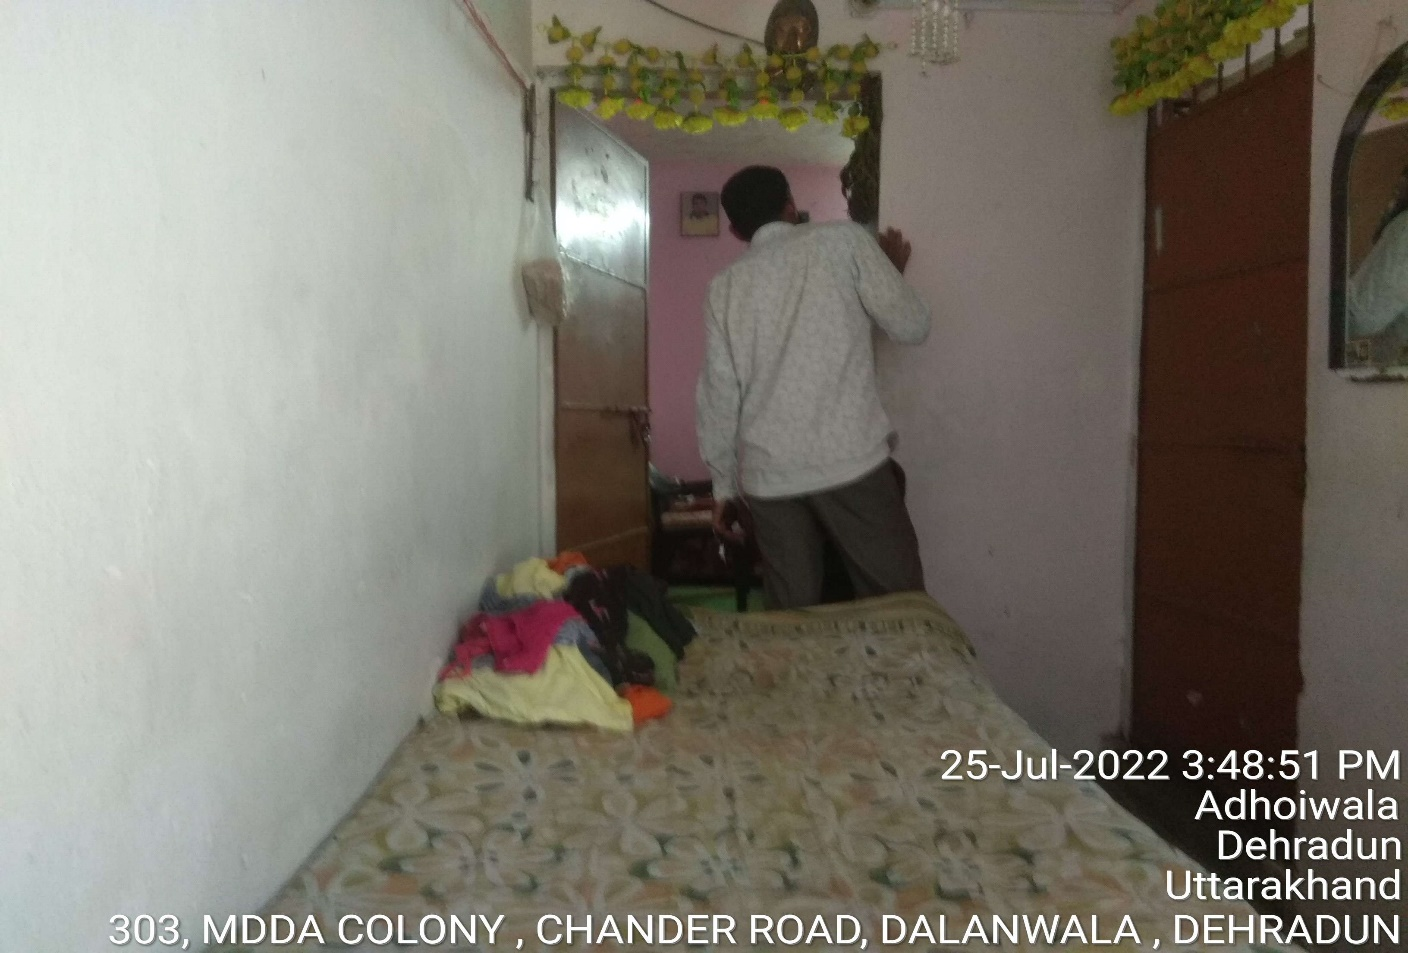 25-Jul-2022 3:48:51 PM
Adhoiwala
Dehradun
Uttarakhand
303, MDDA COLONY , CHANDER ROAD, DALANWALA , DEHRADUN